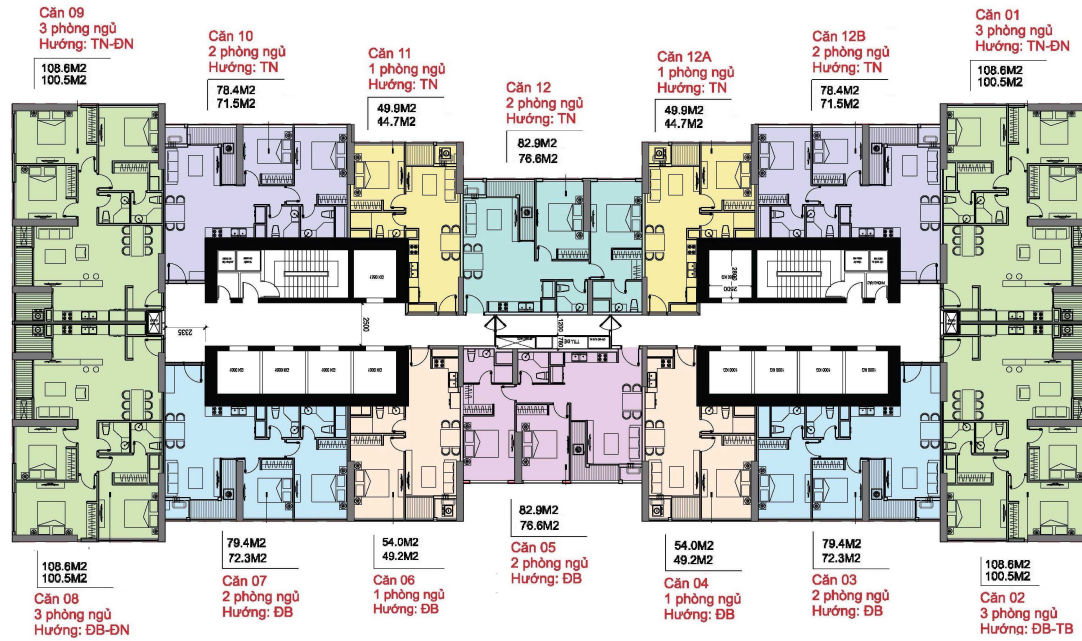 Căn 09
3 phòng ngủ
Hướng: TN-ĐN
108.6M2
100.5M2
Căn 10
2 phòng ngủ
Hướng: TN
78.4M2
71.5M2
Căn 11
1 phòng ngủ
Hướng: TN
49.9M2
44.7M2
Căn 12
2 phòng ngủ
Hướng: TN
82.9M2
76.6M2
Căn 12A
1 phòng ngủ
Hướng: TN
49.9M2
44.7M2
Căn 12B
2 phòng ngủ
Hướng: TN
78.4M2
71.5M2
Căn 01
3 phòng ngủ
Hướng: TN-ĐN
108.6M2
100.5M2
2500
2335
2500
1200
780
108.6M2
100.5M2
Căn 08
3 phòng ngủ
Hướng: ĐB-ĐN
79.4M2
72.3M2
Căn 07
2 phòng ngủ
Hướng: ĐB
54.0M2
49.2M2
Căn 06
1 phòng ngủ
Hướng: ĐB
82.9M2
76.6M2
Căn 05
2 phòng ngủ
Hướng: ĐB
54.0M2
49.2M2
Căn 04
1 phòng ngủ
Hướng: ĐB
79.4M2
72.3M2
Căn 03
2 phòng ngủ
Hướng: ĐB
108.6M2
100.5M2
Căn 02
3 phòng ngủ
Hướng: ĐB-TB